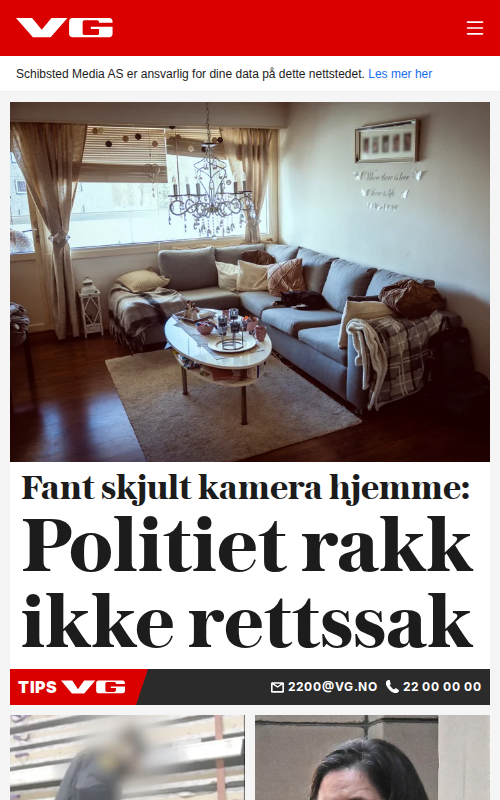 VG
Schibsted Media AS er ansvarlig for dine data på dette nettstedet. Les mer her
Fant skjult kamera hjemme:
Politiet rakk
ikke rettssak
TIPS VG 2200@VG.NO 22 00 00 00